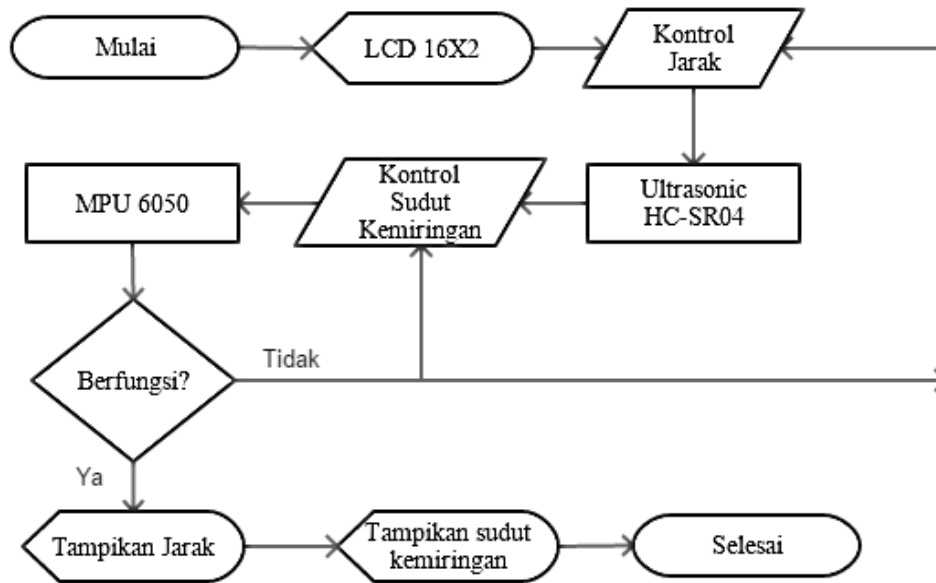 Mulai
LCD 16X2
Kontrol
Jarak
MPU 6050
Kontrol
Sudut
Kemiringan
Ultrasonic
HC-SR04
Berfungsi?
Tidak
Ya
Tampikan Jarak
Tampikan sudut
kemiringan
Selesai